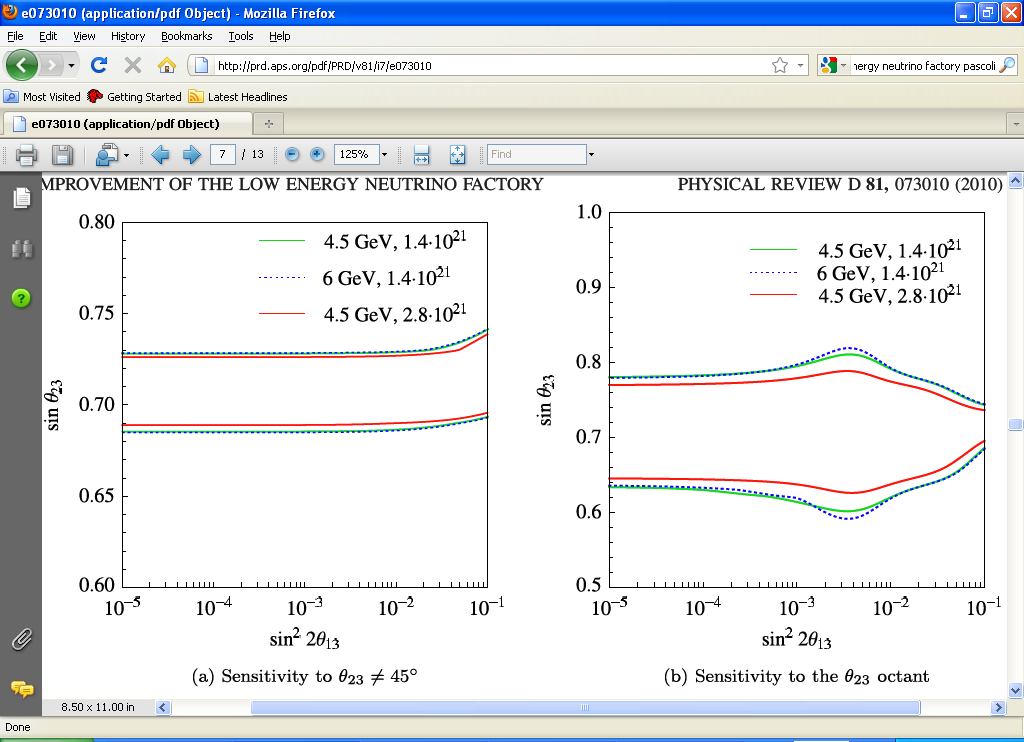 e073010 (application/pdf Object) - Mozilla Firefox
File Edit View History Bookmarks Tools Help
http://prd.aps.org/pdf/PRD/v81/i7/e073010
nergy neutrino factory pascoli
Most Visited Getting Started Latest Headlines
e073010 (application/pdf Object)
7 / 13 125% Find
MPROVEMENT OF THE LOW ENERGY NEUTRINO FACTORY
PHYSICAL REVIEW D 81, 073010 (2010)
0.80
0.75
0.70
0.65
0.60
sin θ23
4.5 GeV, 1.4·10^21
6 GeV, 1.4·10^21
4.5 GeV, 2.8·10^21
10^-5 10^-4 10^-3 10^-2 10^-1
sin² 2θ13
(a) Sensitivity to θ23 ≠ 45°
1.0
0.9
0.8
0.7
0.6
0.5
sin θ23
4.5 GeV, 1.4·10^21
6 GeV, 1.4·10^21
4.5 GeV, 2.8·10^21
10^-5 10^-4 10^-3 10^-2 10^-1
sin² 2θ13
(b) Sensitivity to the θ23 octant
8.50 x 11.00 in
Done